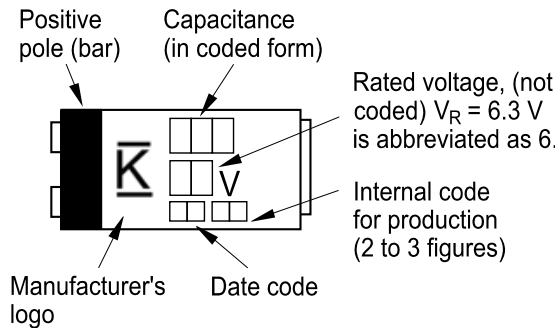 Positive
pole (bar)
Capacitance
(in coded form)
Rated voltage, (not
coded) VR = 6.3 V
is abbreviated as 6.
K
V
Internal code
for production
(2 to 3 figures)
Manufacturer's
logo
Date code